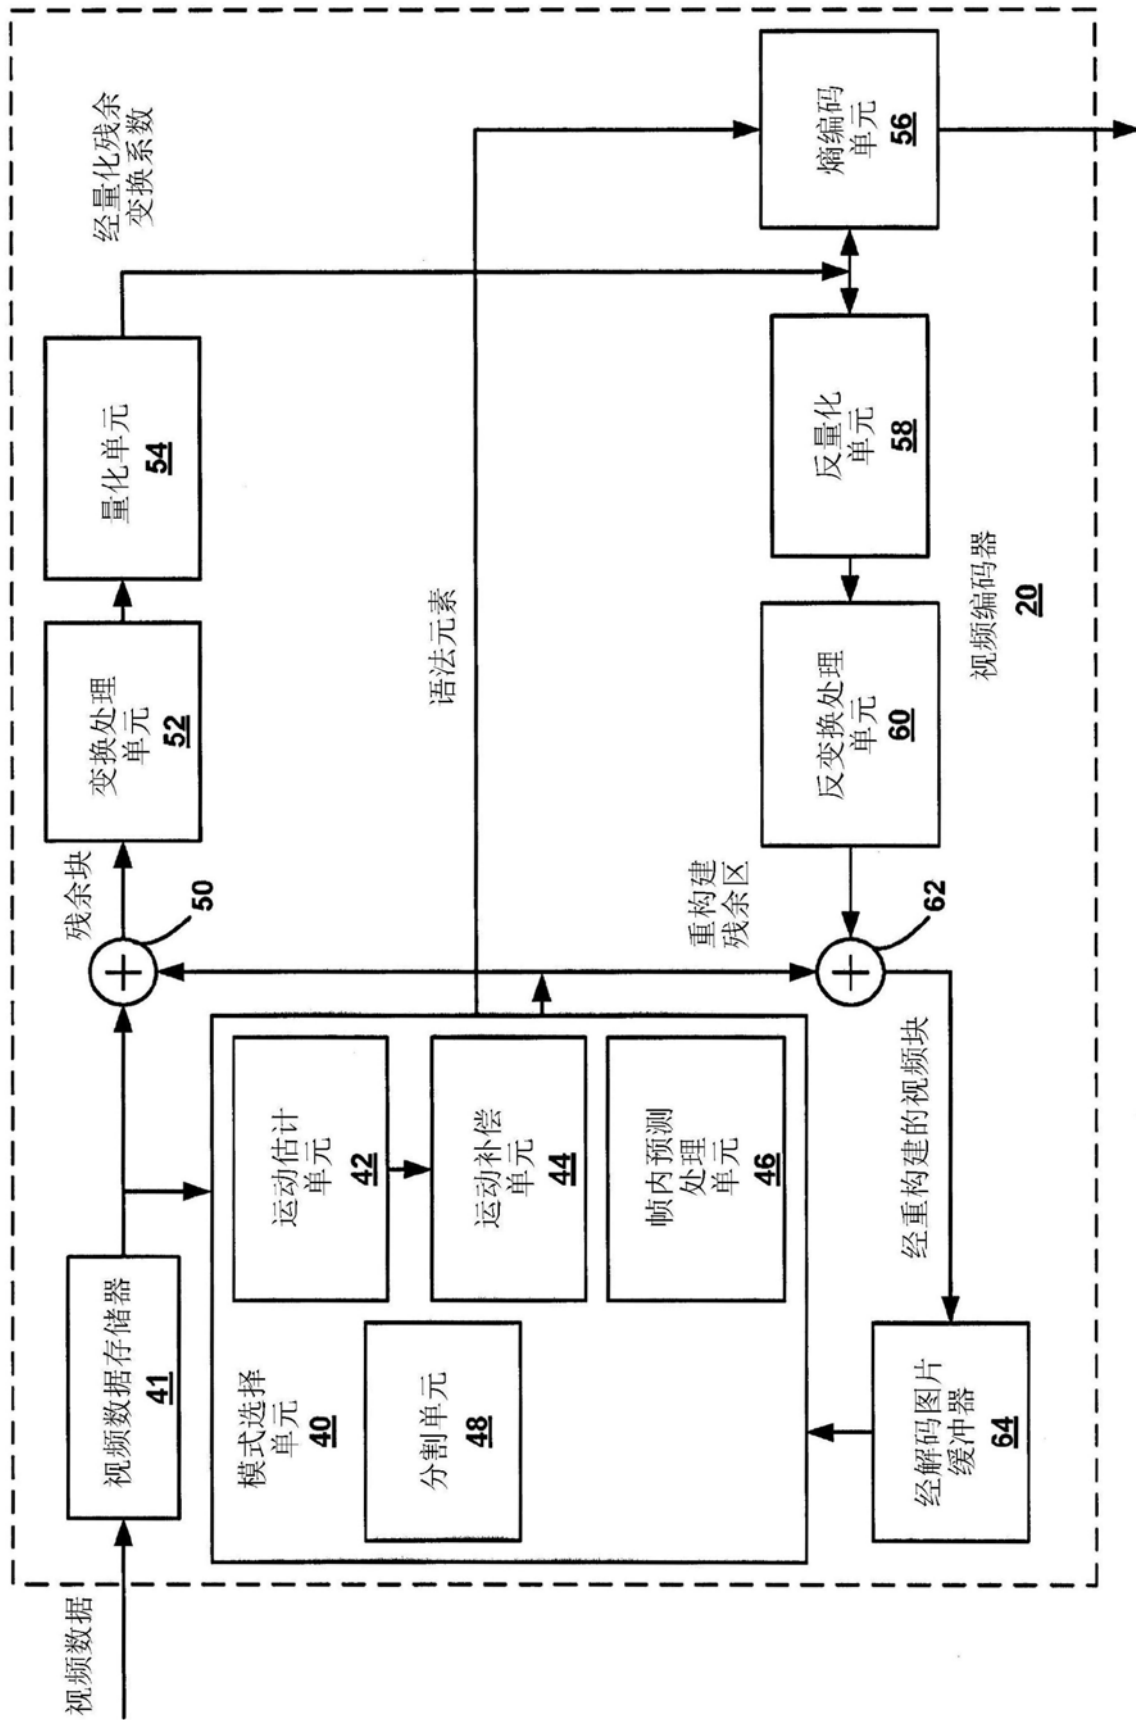 视频数据
视频数据存储器
41
残余块
50
变换处理
单元
52
量化单元
54
经量化残余
变换系数
模式选择
单元
40
分割单元
48
运动估计
单元
42
运动补偿
单元
44
帧内预测
处理
单元
46
语法元素
熵编码
单元
56
反量化
单元
58
反变换处理
单元
60
重构建
残余区
62
经重构建的视频块
经解码图片
缓冲器
64
视频编码器
20